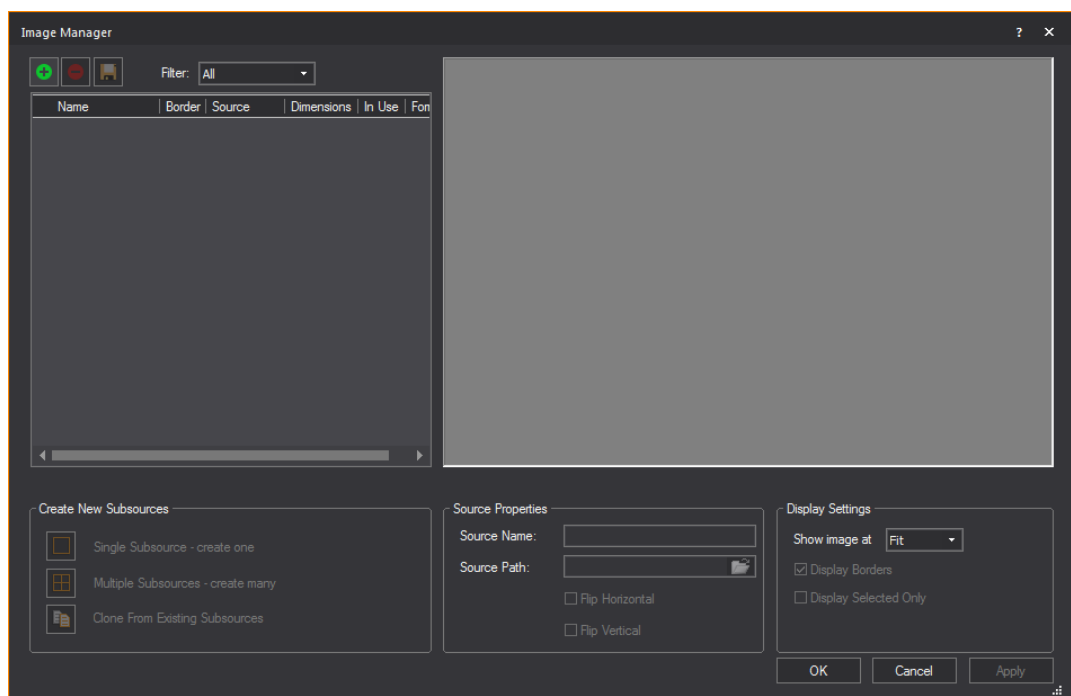 Image Manager ?
Filter: All
Name Border Source Dimensions In Use Form
Create New Subsources
Single Subsource - create one
Multiple Subsources - create many
Clone From Existing Subsources
Source Properties
Source Name:
Source Path:
Flip Horizontal
Flip Vertical
Display Settings
Show image at Fit
Display Borders
Display Selected Only
OK Cancel Apply